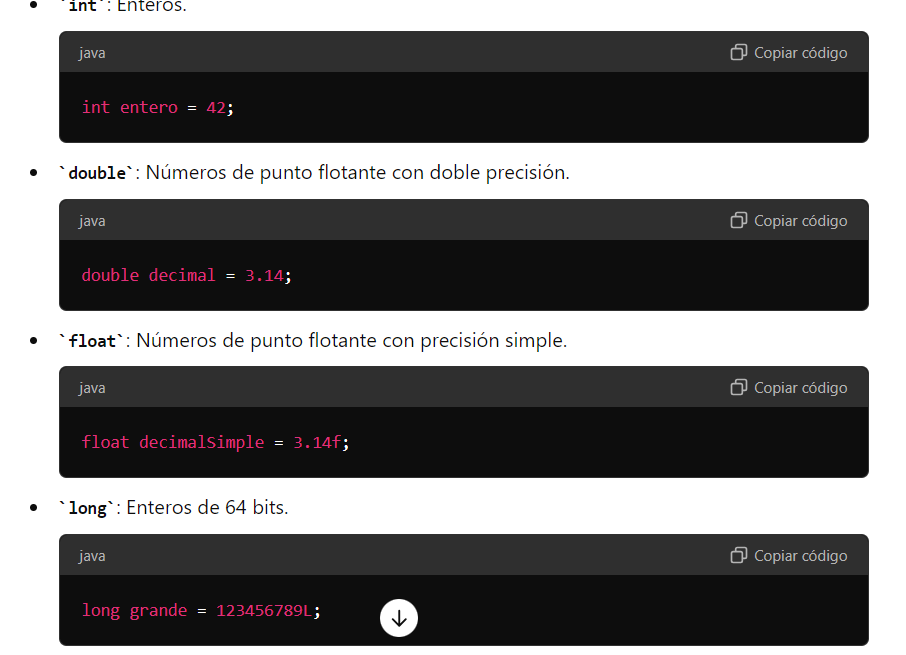 `int`: Enteros.
java
Copiar código
int entero = 42;
`double`: Números de punto flotante con doble precisión.
java
Copiar código
double decimal = 3.14;
`float`: Números de punto flotante con precisión simple.
java
Copiar código
float decimalSimple = 3.14f;
`long`: Enteros de 64 bits.
java
Copiar código
long grande = 123456789L;